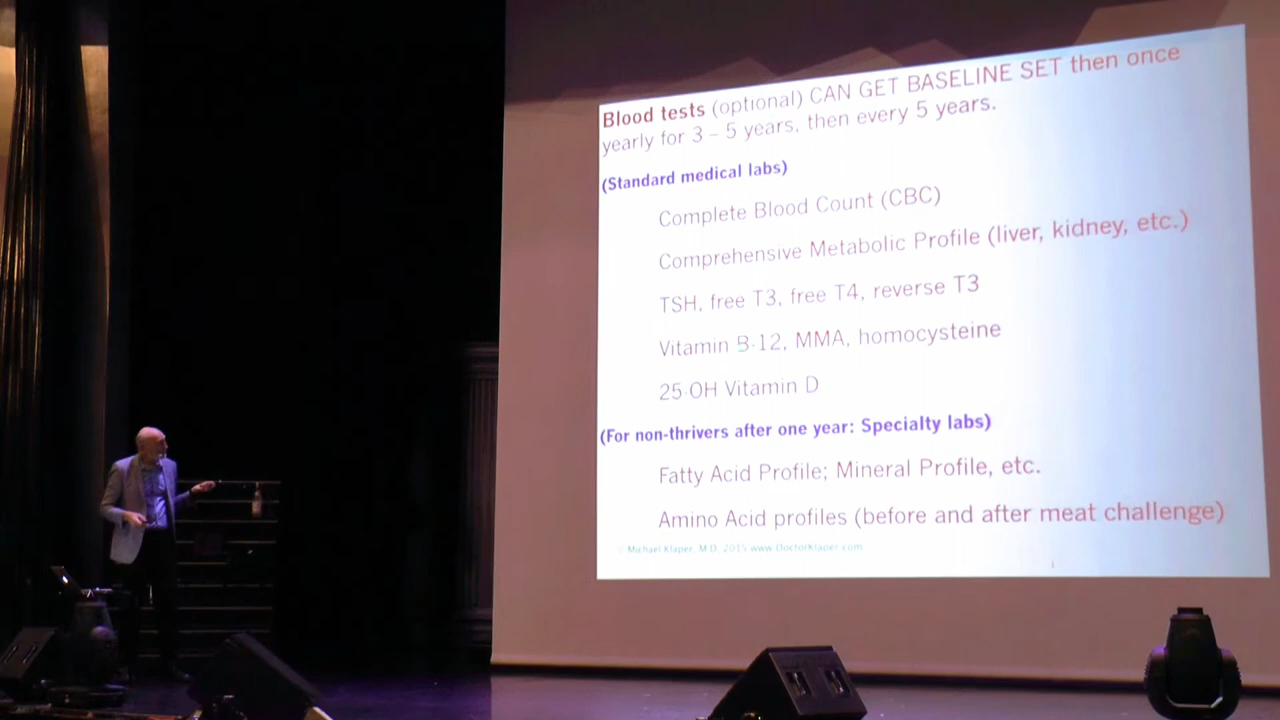 Blood tests (optional) CAN GET BASELINE SET then once
yearly for 3 – 5 years, then every 5 years.
(Standard medical labs)
Complete Blood Count (CBC)
Comprehensive Metabolic Profile (liver, kidney, etc.)
TSH, free T3, free T4, reverse T3
Vitamin B-12, MMA, homocysteine
25-OH Vitamin D
(For non-thrivers after one year: Specialty labs)
Fatty Acid Profile; Mineral Profile, etc.
Amino Acid profiles (before and after meat challenge)
© Michael Klaper, M.D. 2015 www.DoctorKlaper.com